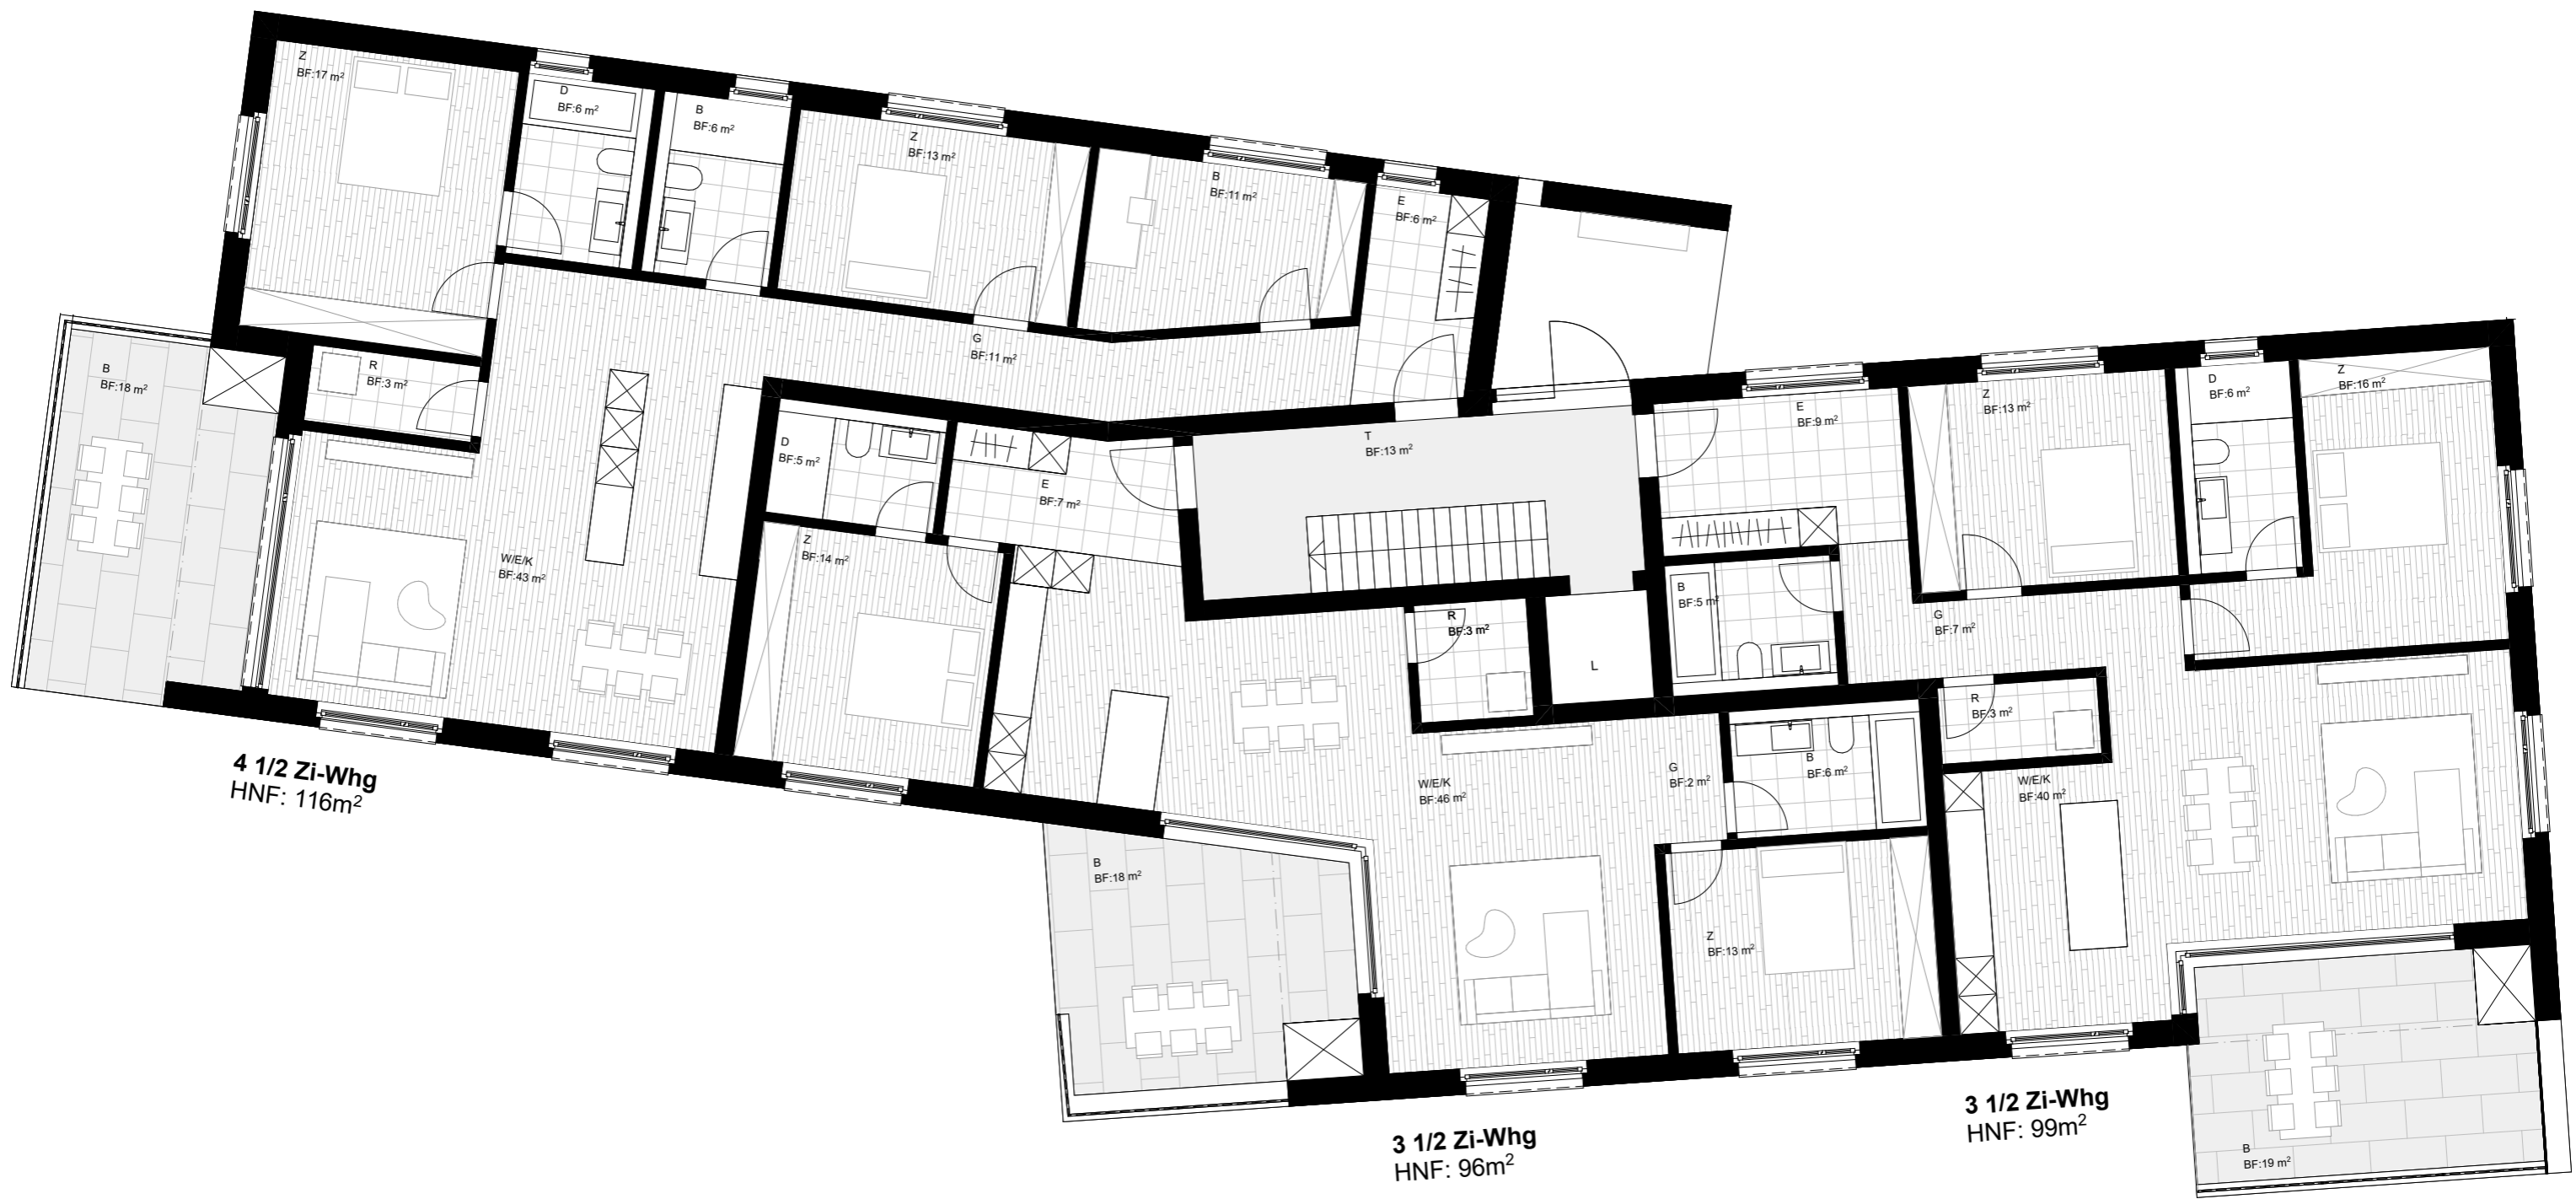 Z
BF:17 m²
D
BF:6 m²
B
BF:6 m²
Z
BF:13 m²
B
BF:11 m²
E
BF:6 m²
B
BF:18 m²
R
BF:3 m²
G
BF:11 m²
W/E/K
BF:43 m²
4 1/2 Zi-Whg
HNF: 116m²
D
BF:5 m²
E
BF:7 m²
Z
BF:14 m²
T
BF:13 m²
R
BF:3 m²
L
W/E/K
BF:46 m²
G
BF:2 m²
B
BF:6 m²
Z
BF:13 m²
B
BF:18 m²
3 1/2 Zi-Whg
HNF: 96m²
E
BF:9 m²
Z
BF:13 m²
D
BF:6 m²
Z
BF:16 m²
B
BF:5 m²
G
BF:7 m²
R
BF:3 m²
W/E/K
BF:40 m²
B
BF:19 m²
3 1/2 Zi-Whg
HNF: 99m²